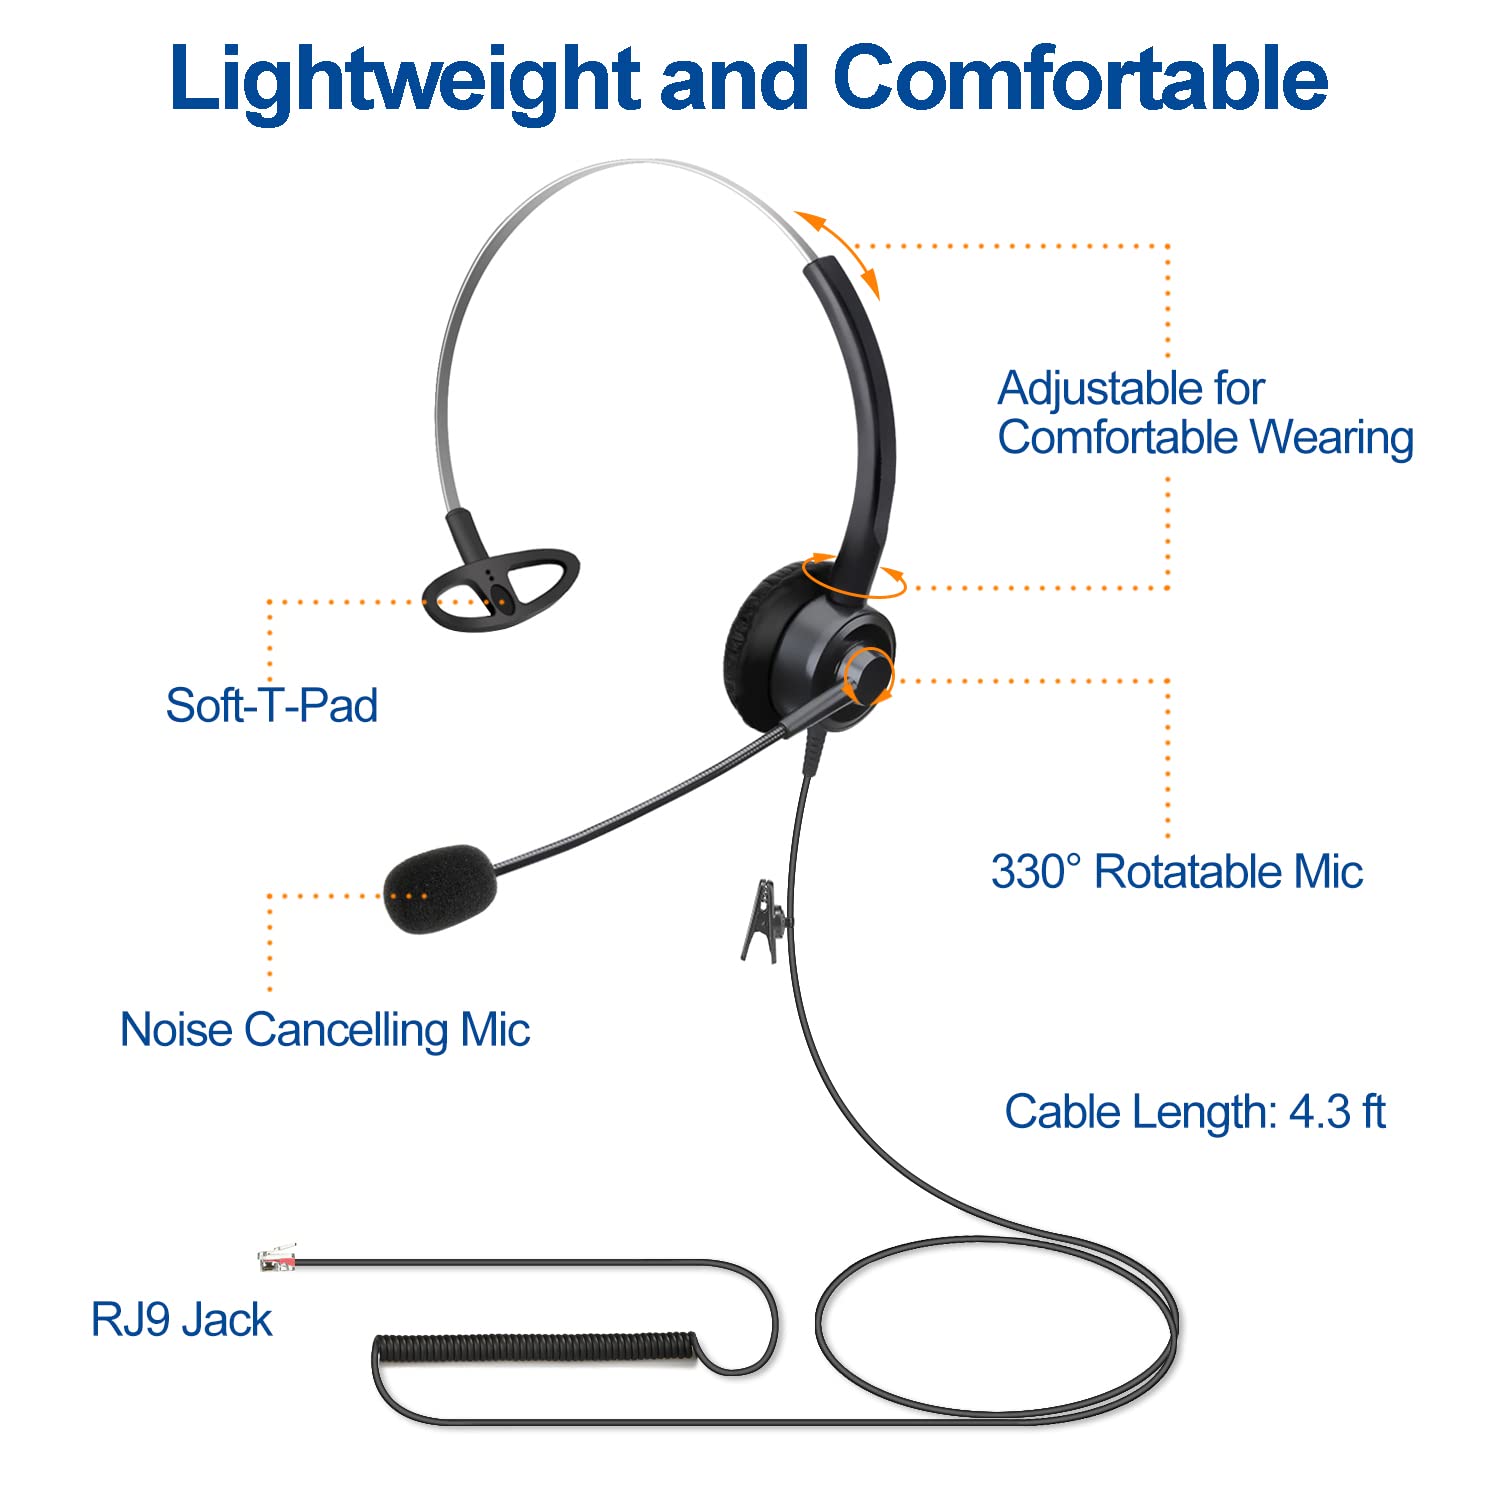 Lightweight and Comfortable
Adjustable for
Comfortable Wearing
Soft-T-Pad
330° Rotatable Mic
Noise Cancelling Mic
Cable Length: 4.3 ft
RJ9 Jack